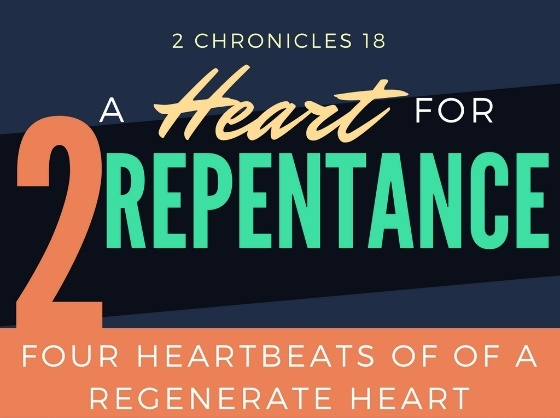 2 CHRONICLES 18
A Heart FOR
2 REPENTANCE
FOUR HEARTBEATS OF OF A
REGENERATE HEART